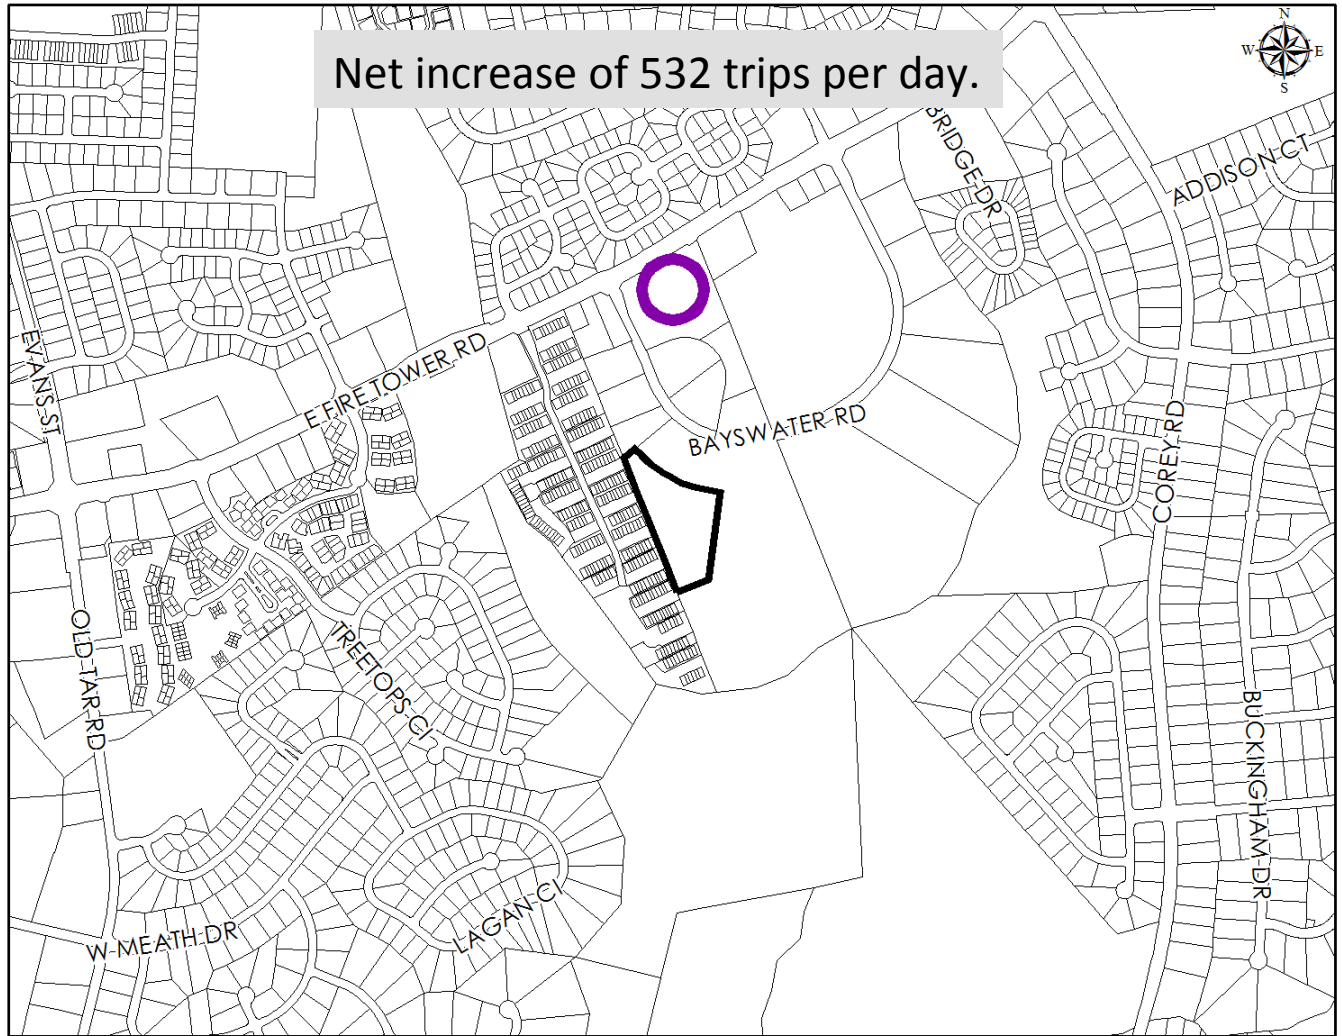 Net increase of 532 trips per day.
N
W E
S
BRIDGE DR
ADDISON CT
EVANS ST
E FIRE TOWER RD
BAYSWATER RD
COREY RD
OLD TAR RD
TREETOPS CI
BUCKINGHAM DR
LAGAN CI
W MEATH DR